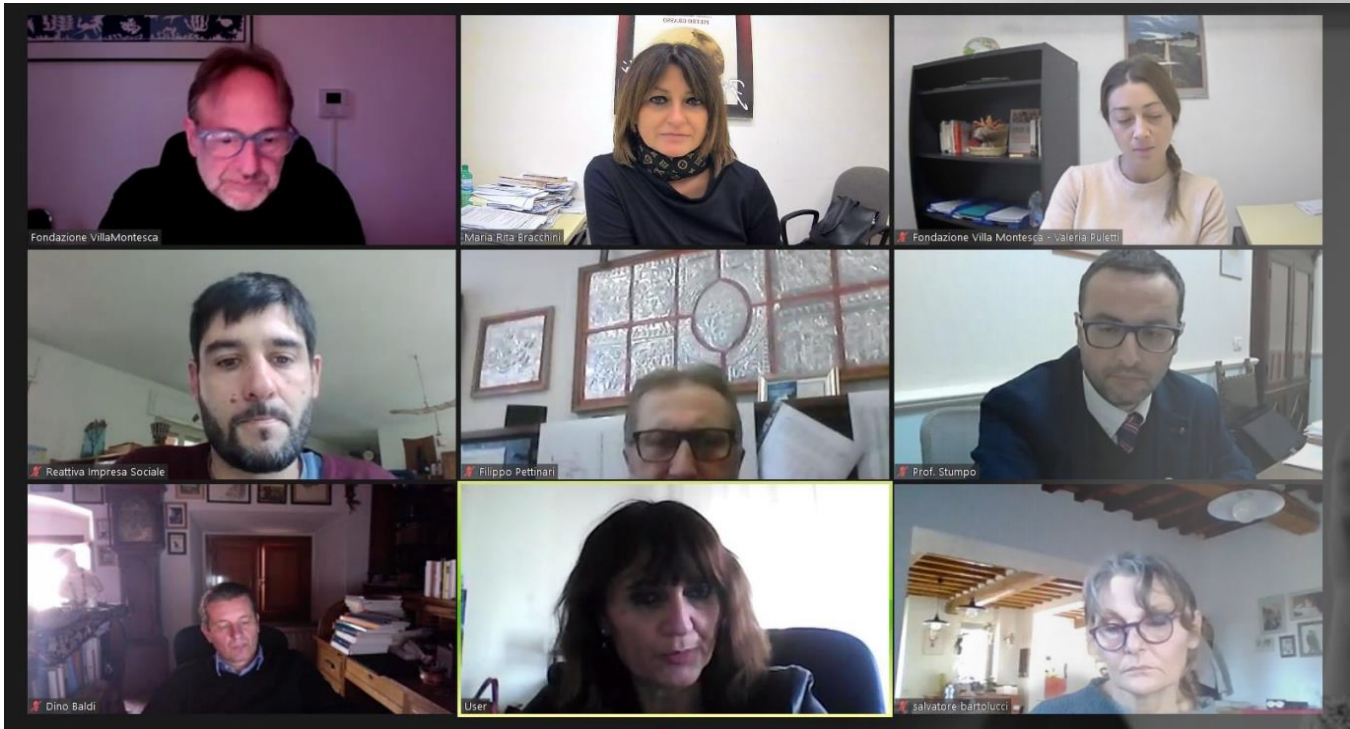 Fondazione VillaMontesca
Maria Rita Bracchini
Fondazione Villa Montesca - Valeria Puletti
Reattiva Impresa Sociale
Filippo Pettinari
Prof. Stumpo
Dino Baldi
User
salvatore bartolucci